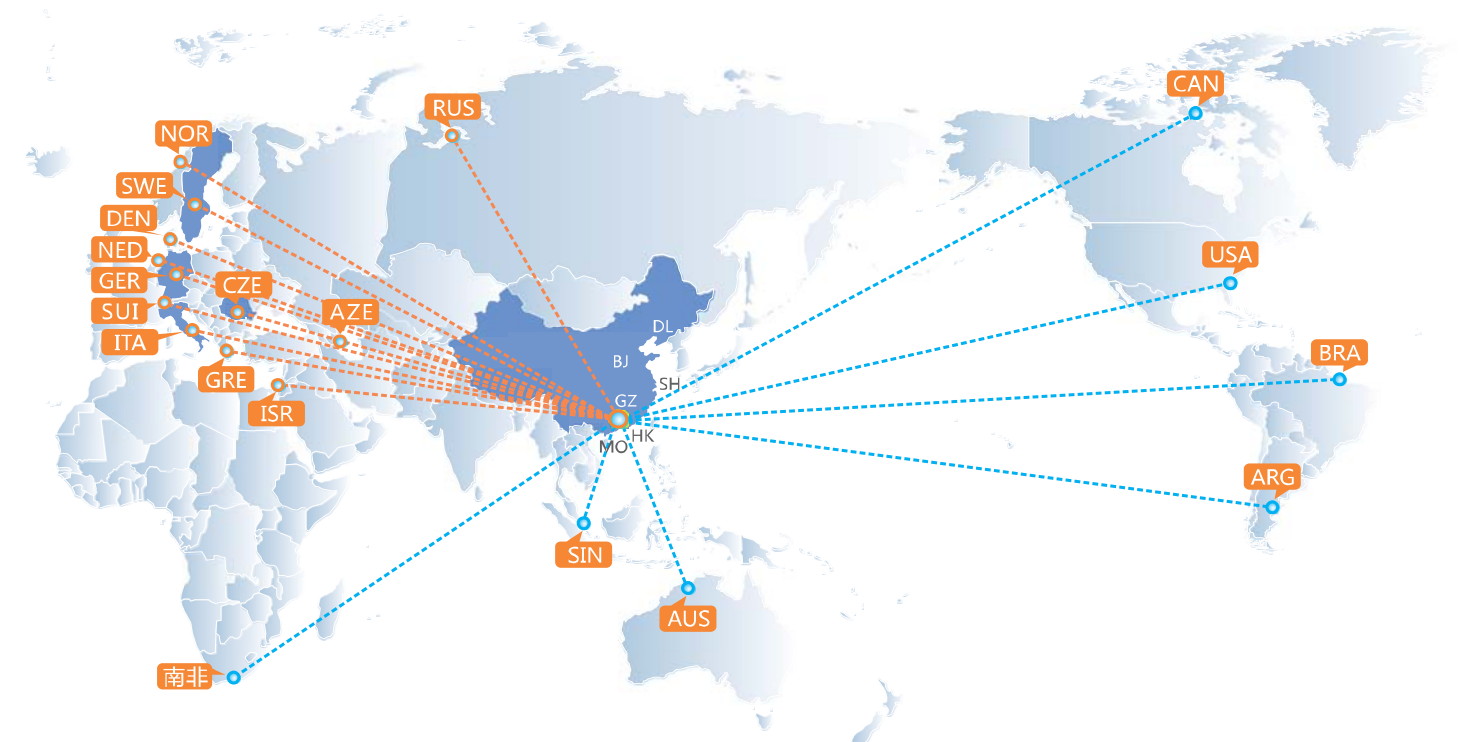 CAN
RUS
NOR
SWE
DEN
NED
USA
GER
CZE
SUI
AZE
DL
ITA
BJ
BRA
GRE
SH
GZ
ISR
HK
MO
ARG
SIN
AUS
南非